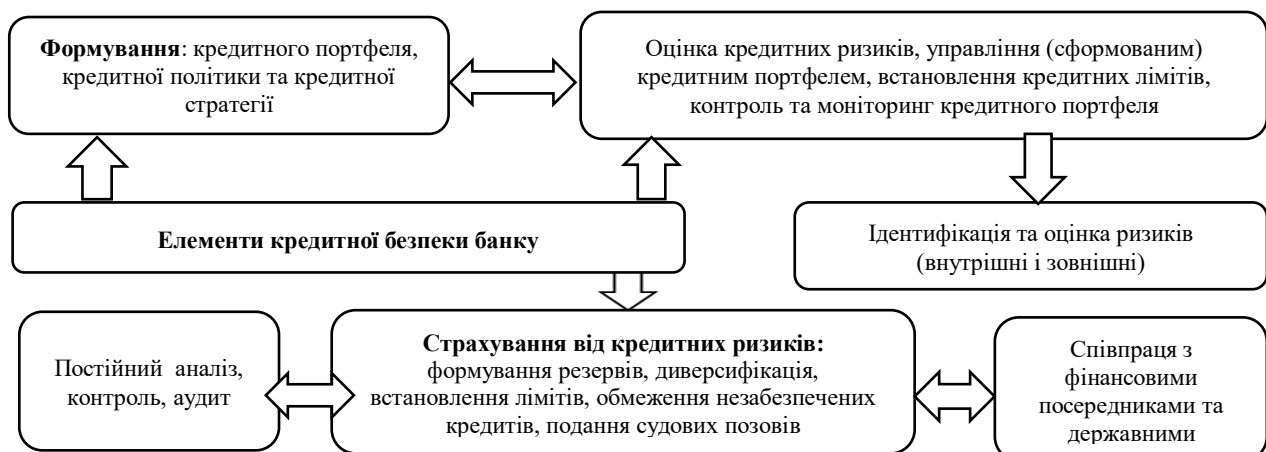 Формування: кредитного портфеля,
кредитної політики та кредитної
стратегії
Оцінка кредитних ризиків, управління (сформованим)
кредитним портфелем, встановлення кредитних лімітів,
контроль та моніторинг кредитного портфеля
Елементи кредитної безпеки банку
Ідентифікація та оцінка ризиків
(внутрішні і зовнішні)
Постійний аналіз,
контроль, аудит
Страхування від кредитних ризиків:
формування резервів, диверсифікація,
встановлення лімітів, обмеження незабезпечених
кредитів, подання судових позовів
Співпраця з
фінансовими
посередниками та
державними